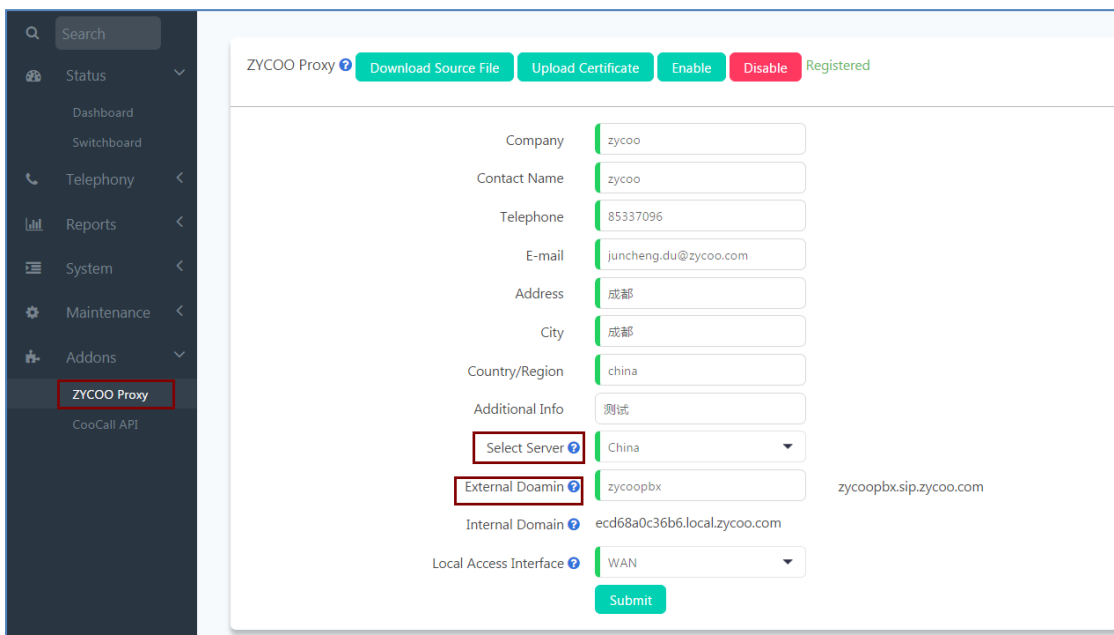 Search
Status
Dashboard
Switchboard
Telephony
Reports
System
Maintenance
Addons
ZYCOO Proxy
CooCall API
ZYCOO Proxy Download Source File Upload Certificate Enable Disable Registered
Company zycoo
Contact Name zycoo
Telephone 85337096
E-mail juncheng.du@zycoo.com
Address 成都
City 成都
Country/Region china
Additional Info 测试
Select Server China
External Doamin zycoopbx zycoopbx.sip.zycoo.com
Internal Domain ecd68a0c36b6.local.zycoo.com
Local Access Interface WAN
Submit